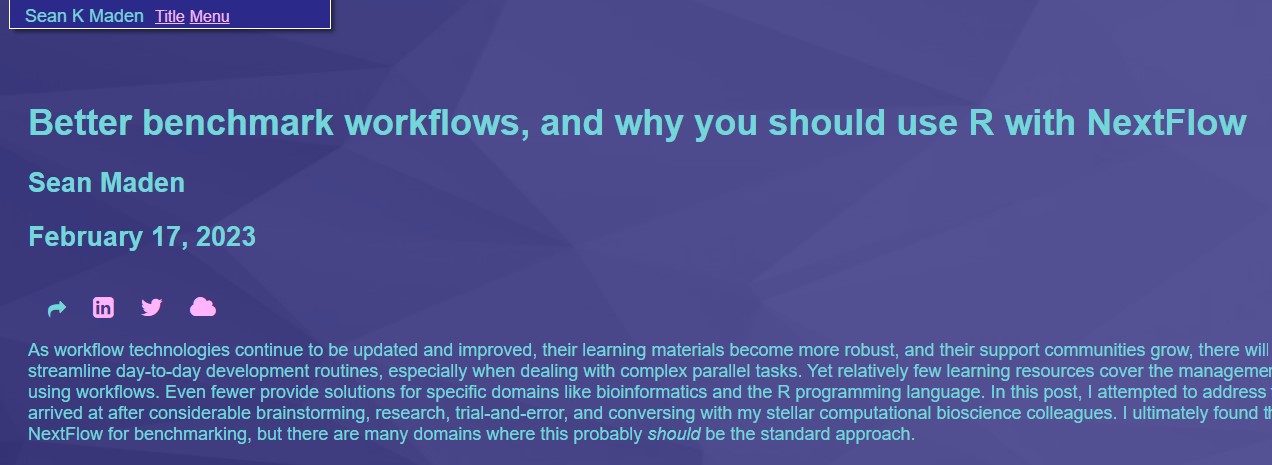 Sean K Maden Title Menu
Better benchmark workflows, and why you should use R with NextFlow
Sean Maden
February 17, 2023
in
As workflow technologies continue to be updated and improved, their learning materials become more robust, and their support communities grow, there will
streamline day-to-day development routines, especially when dealing with complex parallel tasks. Yet relatively few learning resources cover the
using workflows. Even fewer provide solutions for specific domains like bioinformatics and the R programming language. In this post, I attempted to address
arrived at after considerable brainstorming, research, trial-and-error, and conversing with my stellar computational bioscience colleagues. I ultimately found
NextFlow for benchmarking, but there are many domains where this probably should be the standard approach.